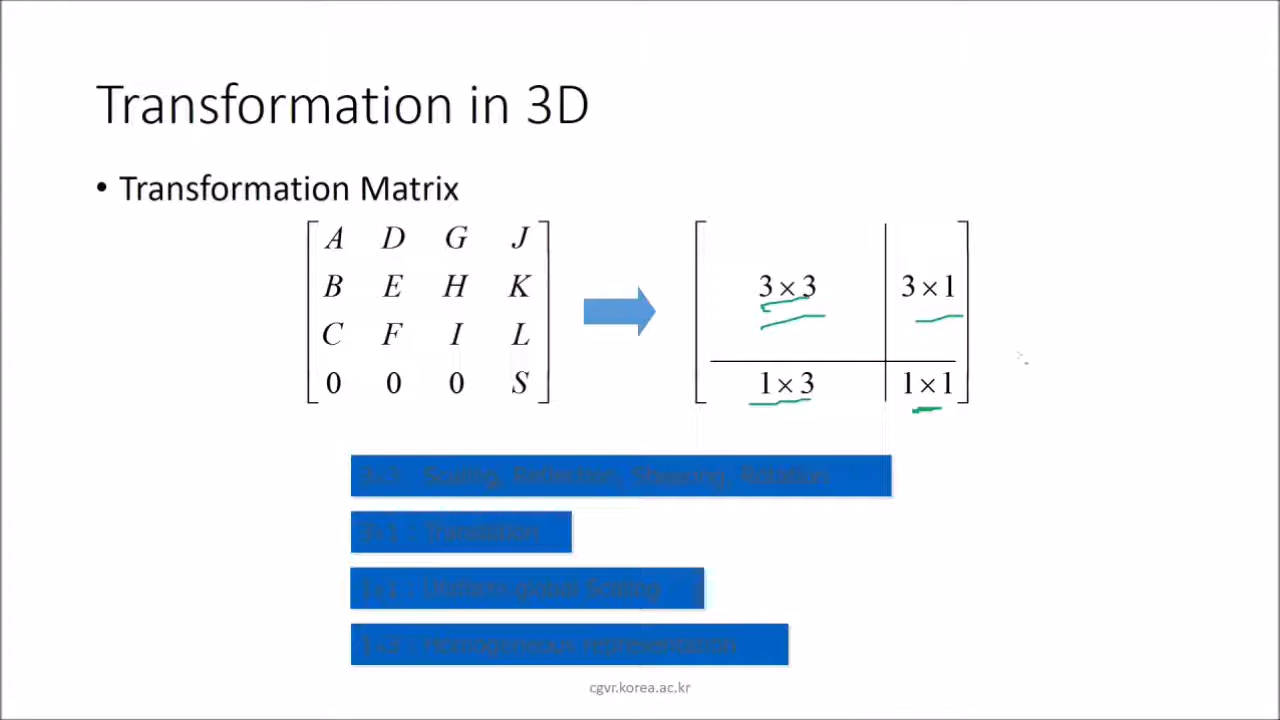 Transformation in 3D
• Transformation Matrix
A D G J
B E H K
C F I L
0 0 0 S
3 × 3 3 × 1
1 × 3 1 × 1
3x3 : Scaling, Reflection, Shearing, Rotation
3x1 : Translation
1x1 : Uniform global Scaling
1x3 : Homogeneous representation
cgvr.korea.ac.kr